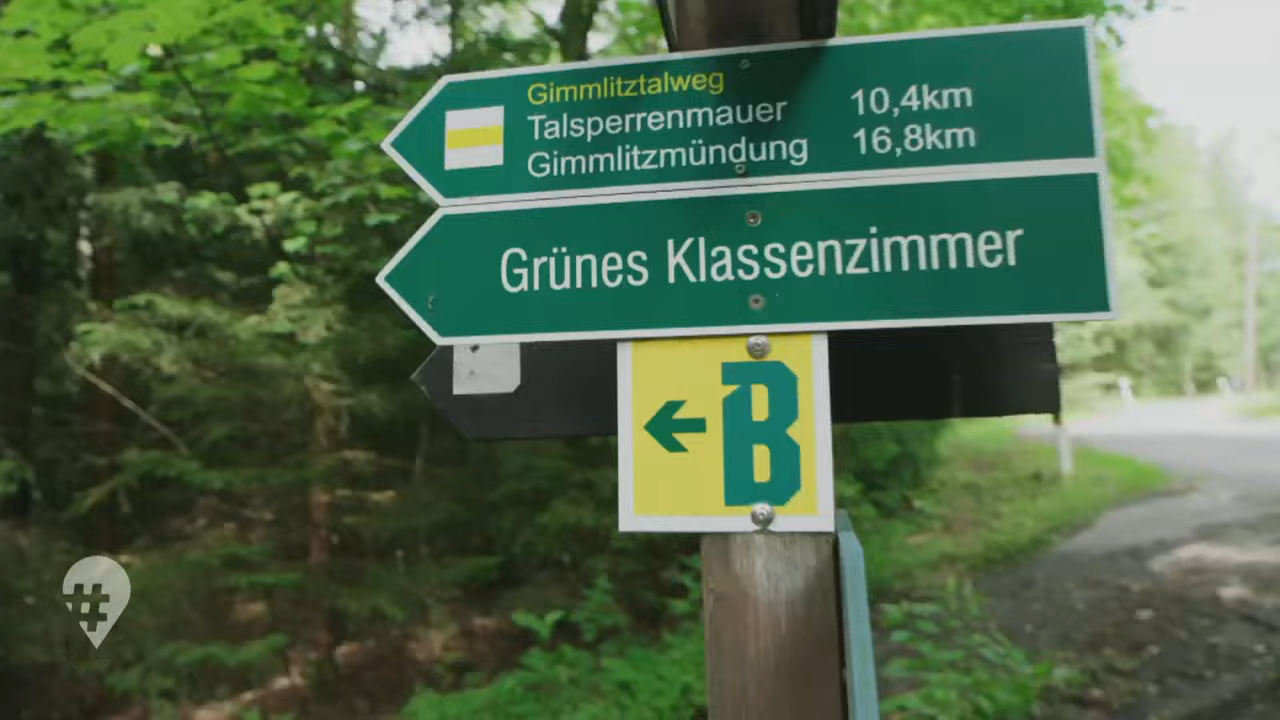 Gimmlitztalweg
Talsperrenmauer 10,4km
Gimmlitzmündung 16,8km
Grünes Klassenzimmer
← B
#